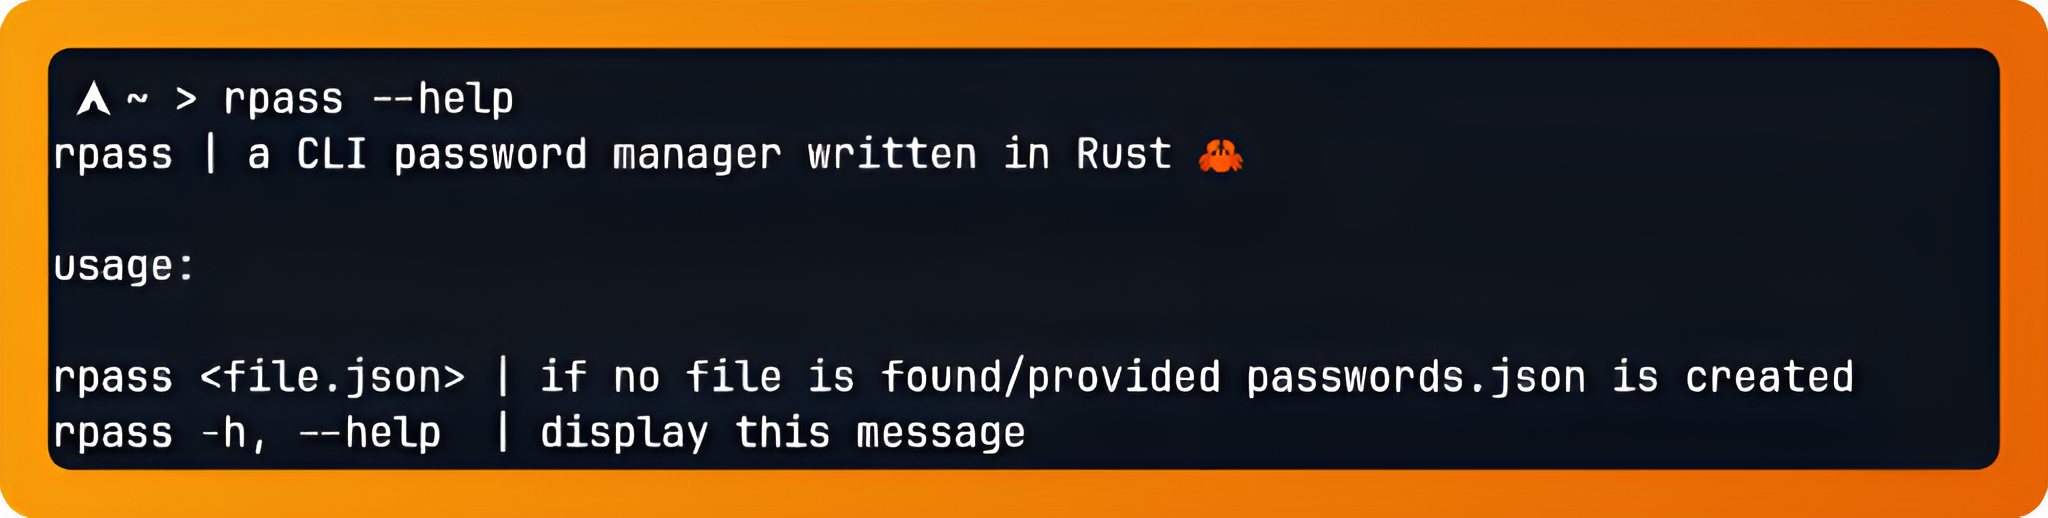 ~ > rpass --help
rpass | a CLI password manager written in Rust 🦀
usage:
rpass <file.json> | if no file is found/provided passwords.json is created
rpass -h, --help  | display this message